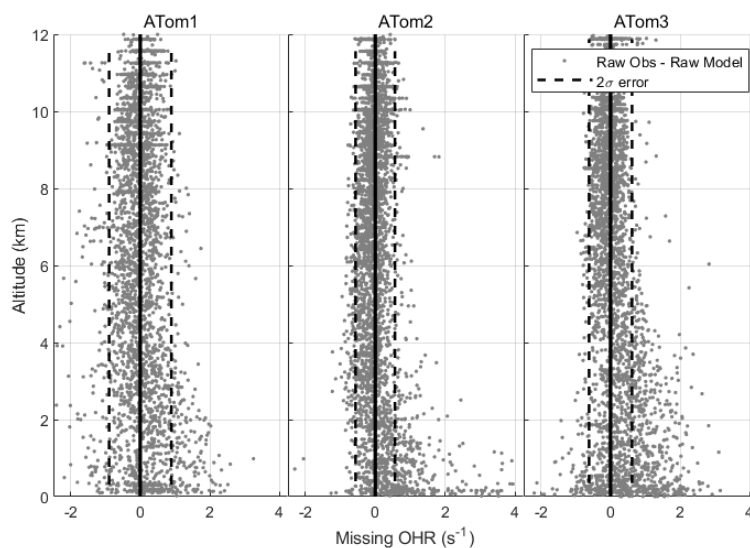 ATom1 ATom2 ATom3
12
10
8
6
4
2
0
Altitude (km)
Raw Obs - Raw Model
2σ error
-2 0 2 4 -2 0 2 4 -2 0 2 4
Missing OHR (s⁻¹)